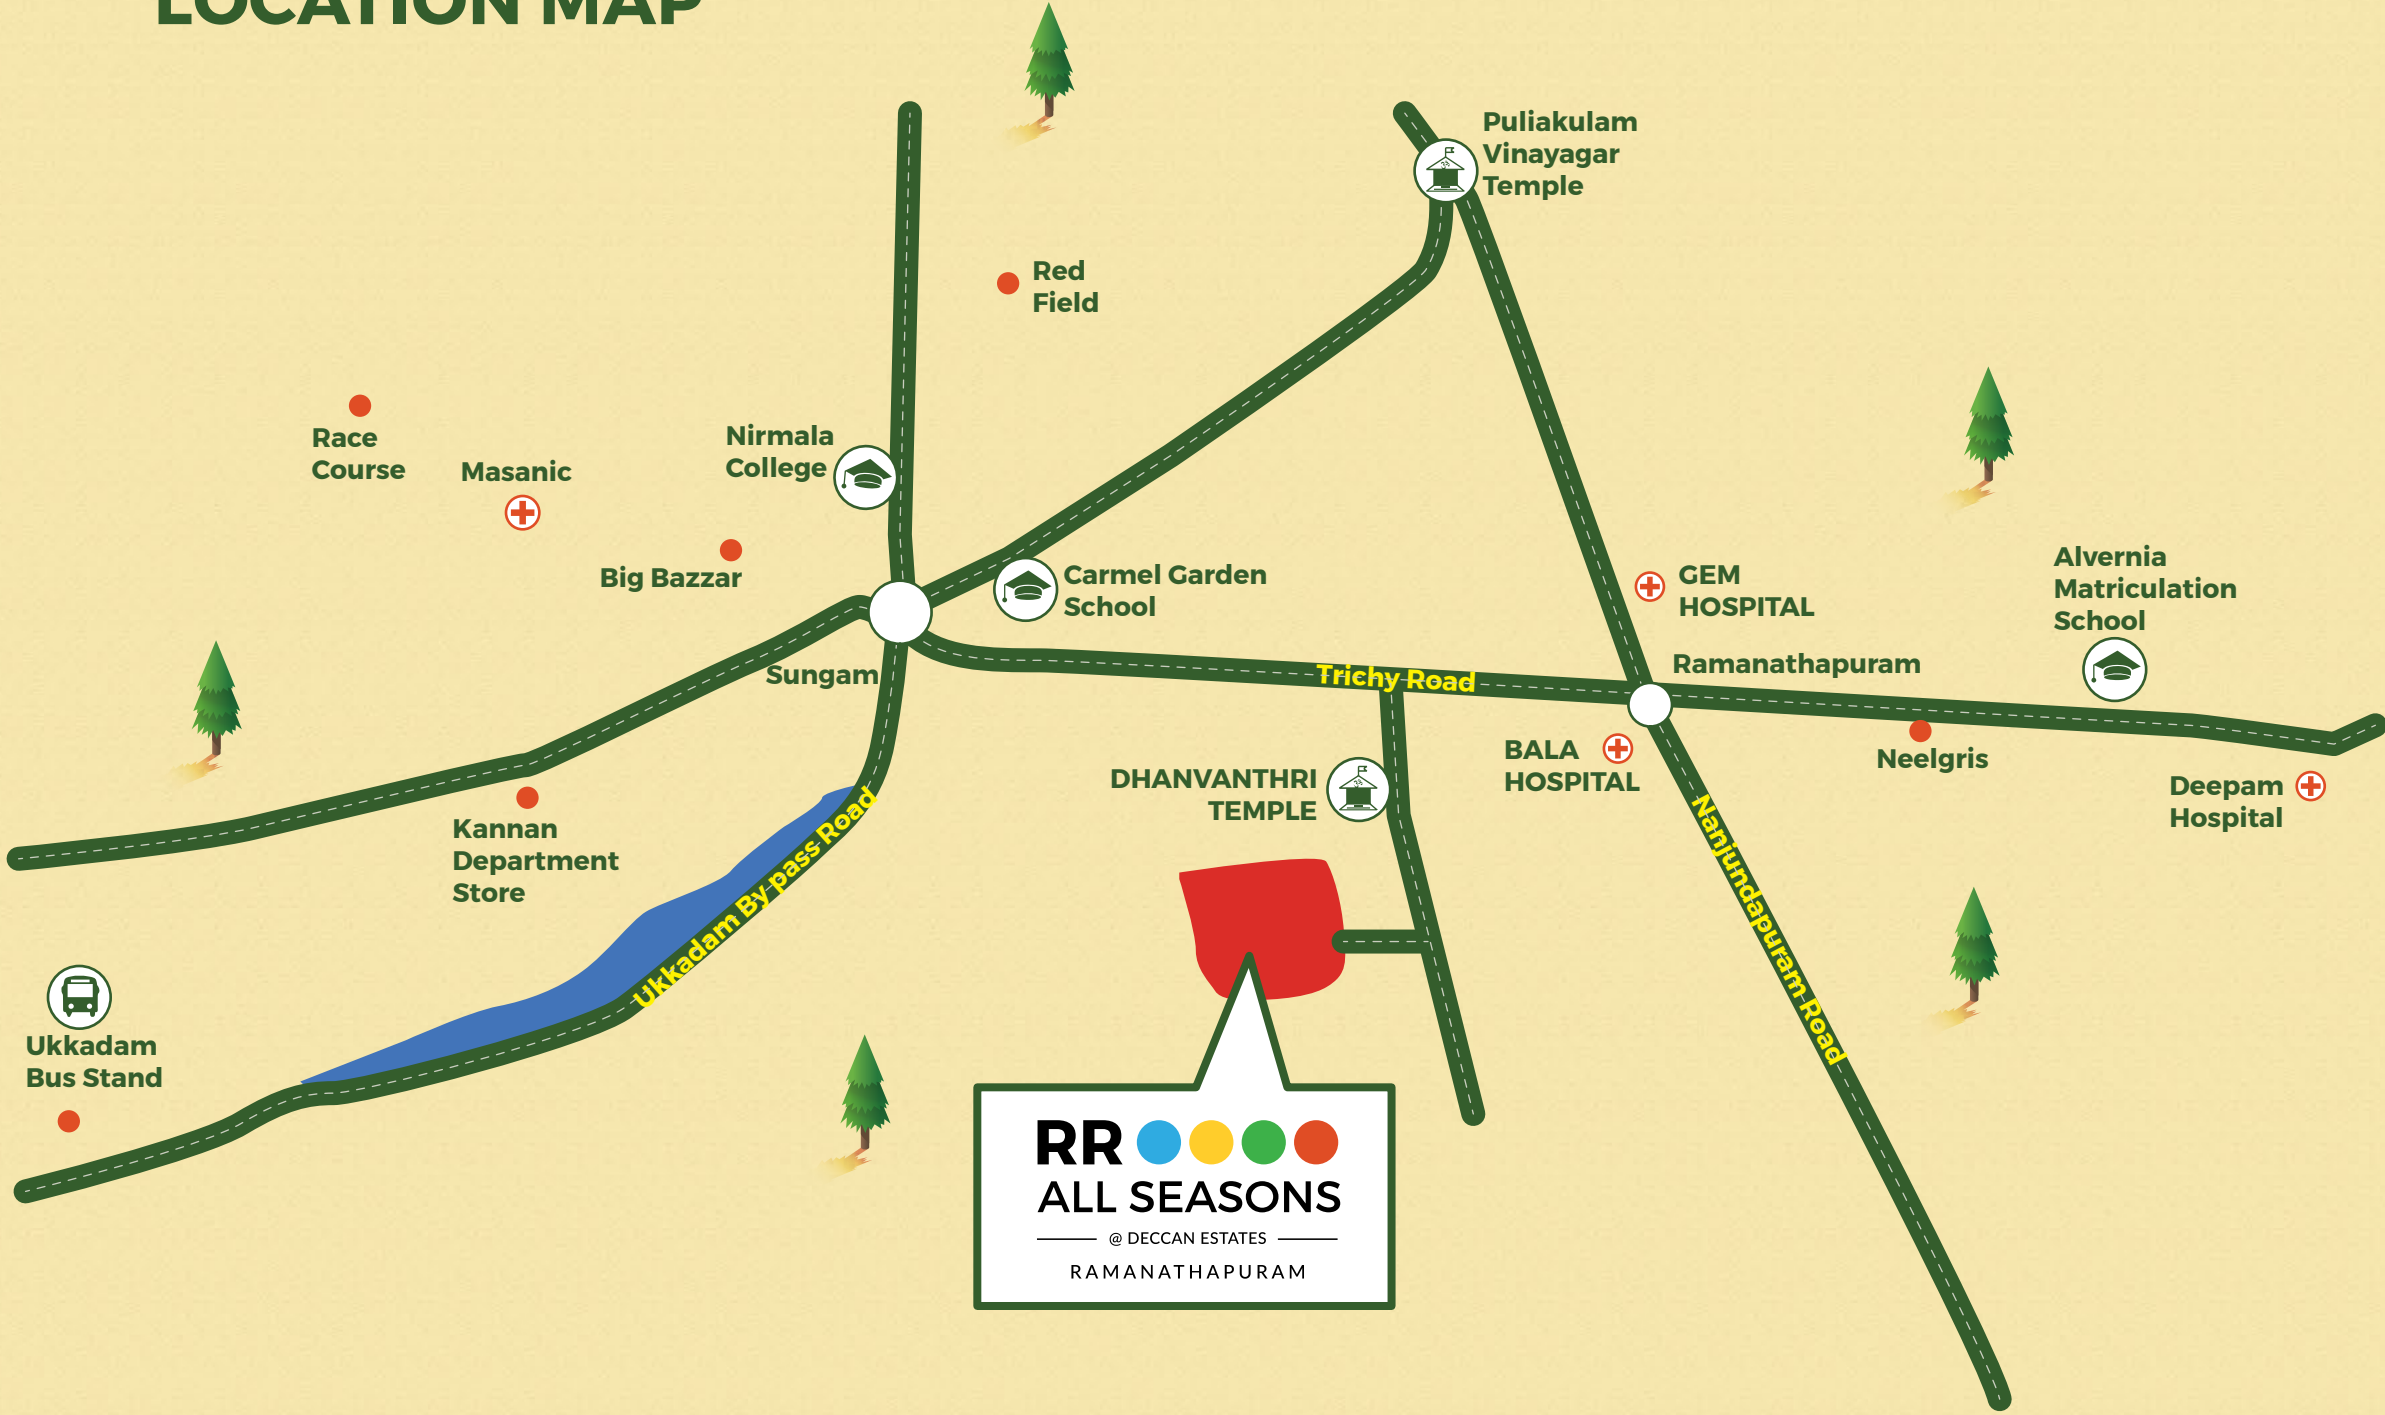 LOCATION MAP
Puliakulam
Vinayagar
Temple
Red
Field
Race
Course
Masanic
Nirmala
College
Big Bazzar
Carmel Garden
School
GEM
HOSPITAL
Alvernia
Matriculation
School
Sungam
Trichy Road
Ramanathapuram
BALA
HOSPITAL
Neelgris
Deepam
Hospital
DHANVANTHRI
TEMPLE
Kannan
Department
Store
Ukkadam By pass Road
Nanjundapuram Road
Ukkadam
Bus Stand
RR
ALL SEASONS
@ DECCAN ESTATES
RAMANATHAPURAM